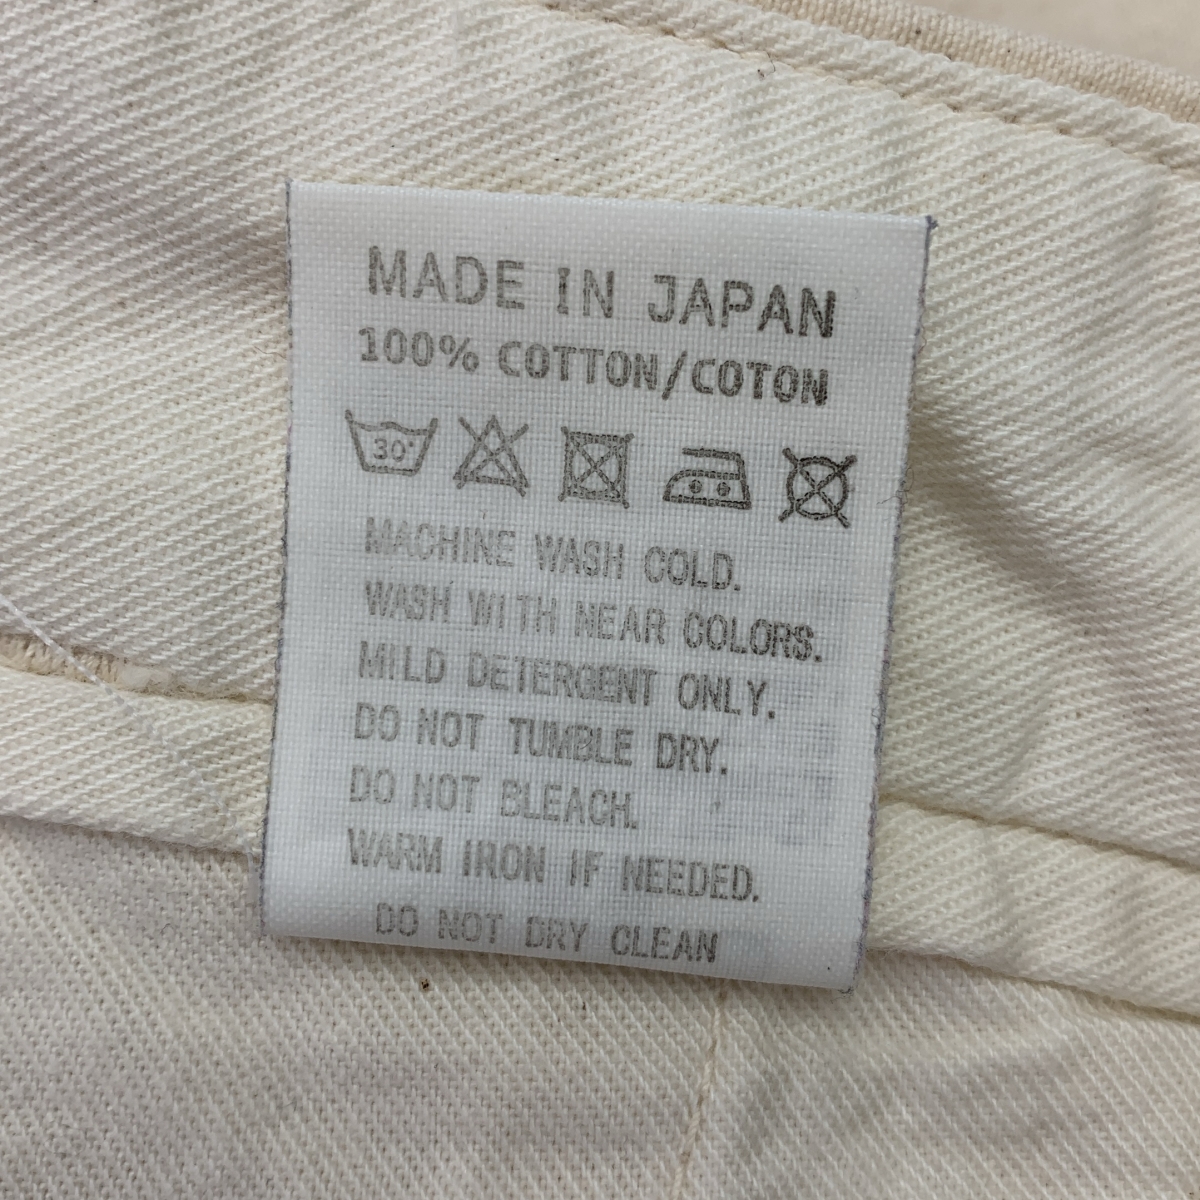 MADE IN JAPAN
100% COTTON/COTON
30°
MACHINE WASH COLD.
WASH WITH NEAR COLORS.
MILD DETERGENT ONLY.
DO NOT TUMBLE DRY.
DO NOT BLEACH.
WARM IRON IF NEEDED.
DO NOT DRY CLEAN